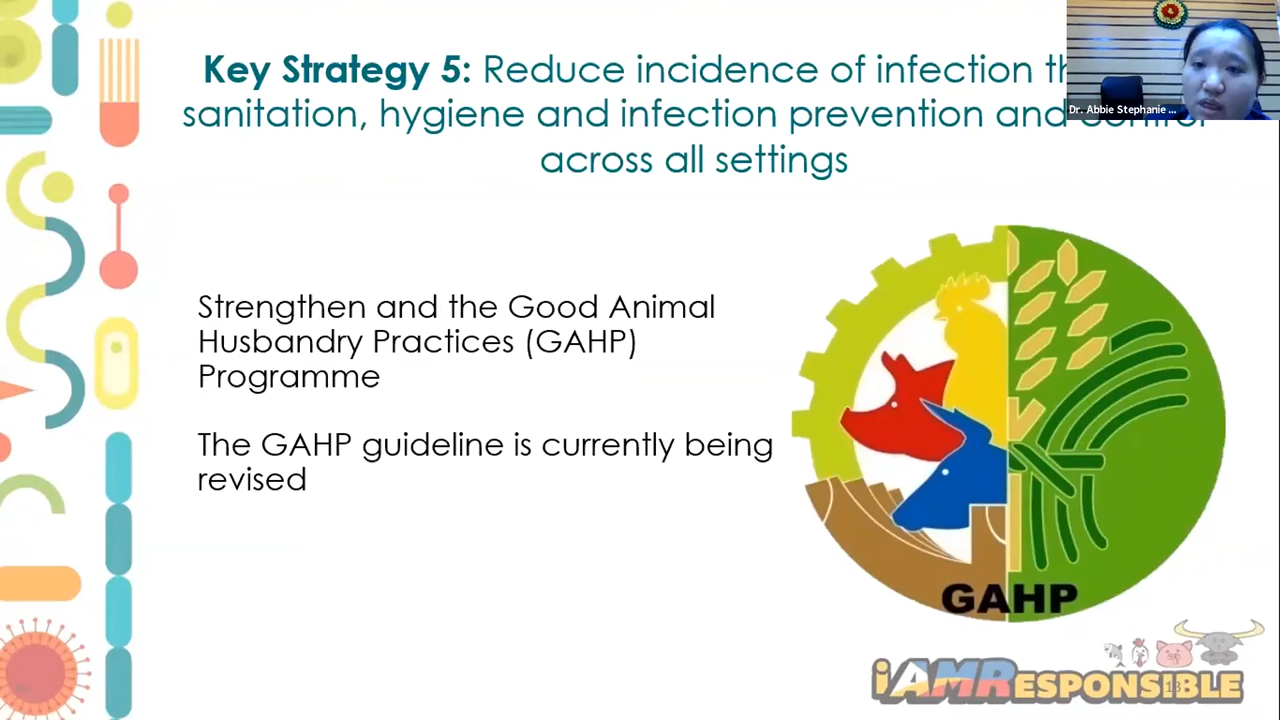 Key Strategy 5: Reduce incidence of infection
sanitation, hygiene and infection prevention and control
across all settings
Dr. Abbie Stephanie ...
Strengthen and the Good Animal
Husbandry Practices (GAHP)
Programme
The GAHP guideline is currently being
revised
GAHP
iAMRESPONSIBLE